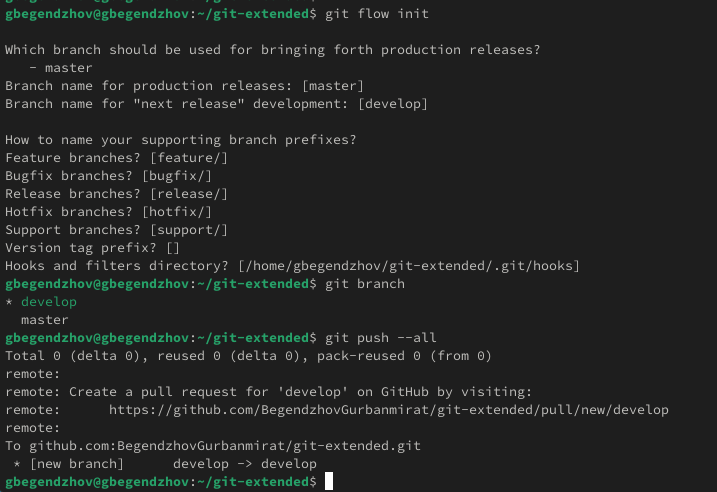 gbegendzhov@gbegendzhov:~/git-extended$ git flow init

Which branch should be used for bringing forth production releases?
   - master
Branch name for production releases: [master]
Branch name for "next release" development: [develop]

How to name your supporting branch prefixes?
Feature branches? [feature/]
Bugfix branches? [bugfix/]
Release branches? [release/]
Hotfix branches? [hotfix/]
Support branches? [support/]
Version tag prefix? []
Hooks and filters directory? [/home/gbegendzhov/git-extended/.git/hooks]
gbegendzhov@gbegendzhov:~/git-extended$ git branch
* develop
  master
gbegendzhov@gbegendzhov:~/git-extended$ git push --all
Total 0 (delta 0), reused 0 (delta 0), pack-reused 0 (from 0)
remote:
remote: Create a pull request for 'develop' on GitHub by visiting:
remote:      https://github.com/BegendzhovGurbanmirat/git-extended/pull/new/develop
remote:
To github.com:BegendzhovGurbanmirat/git-extended.git
 * [new branch]      develop -> develop
gbegendzhov@gbegendzhov:~/git-extended$